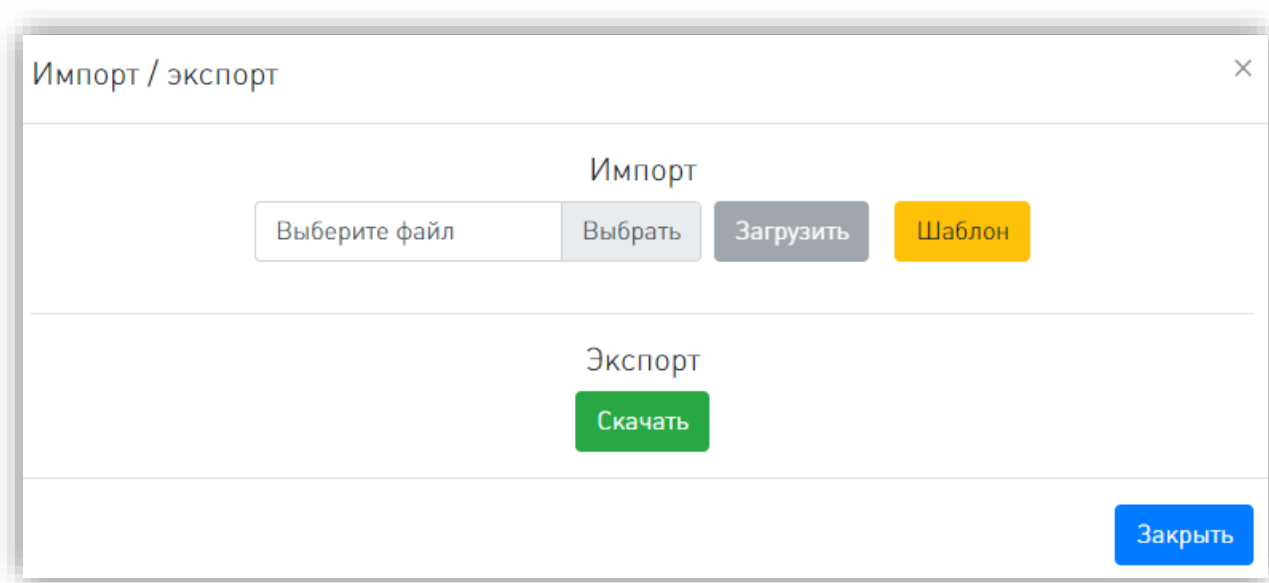 Импорт / экспорт ×
Импорт
Выберите файл Выбрать Загрузить Шаблон
Экспорт
Скачать
Закрыть